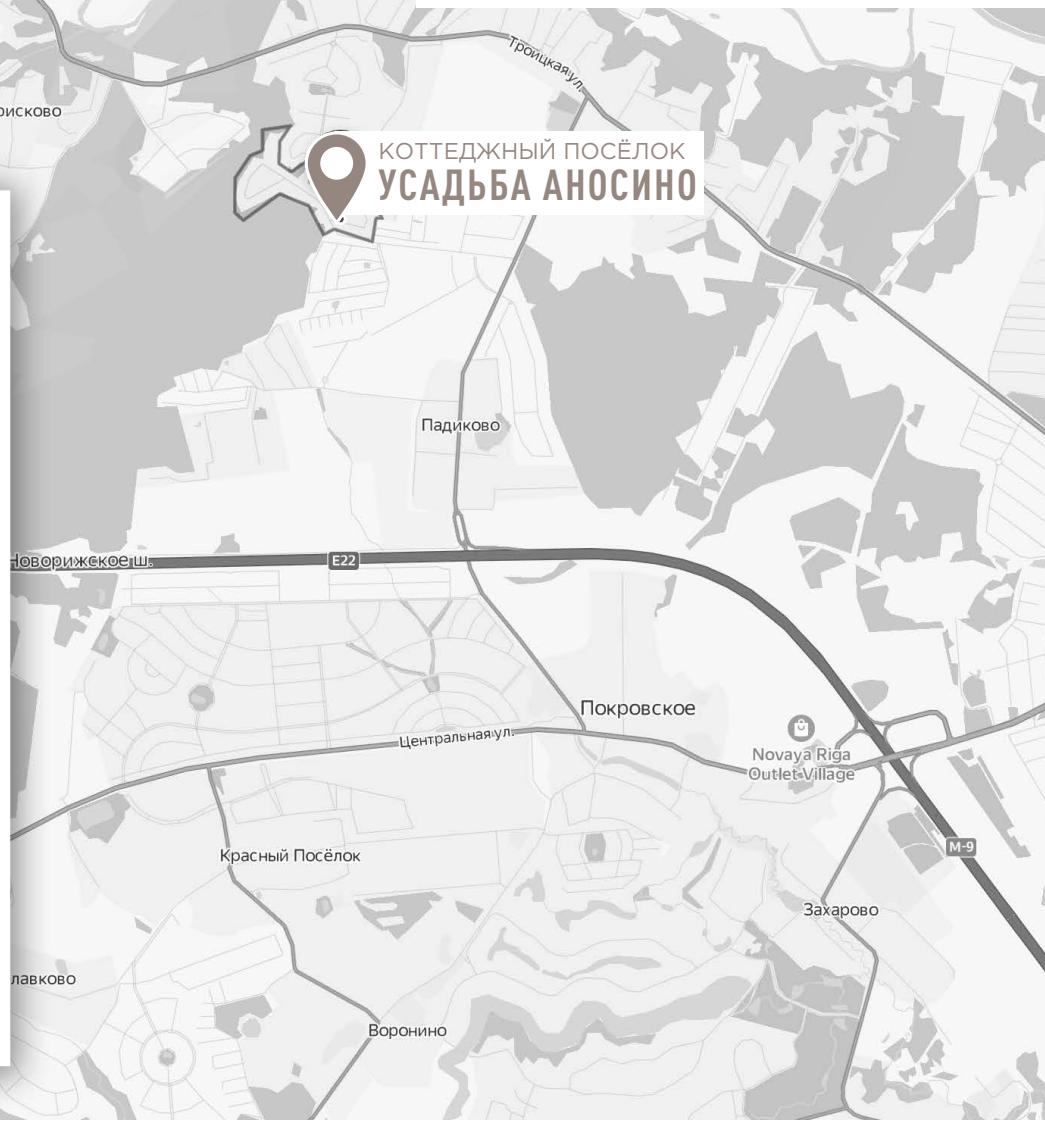 Троицкая ул.
рисково
КОТТЕДЖНЫЙ ПОСЁЛОК
УСАДЬБА АНОСИНО
Падиково
Новорижское ш.
E22
Покровское
Центральная ул.
Novaya Riga
Outlet Village
М-9
Красный Посёлок
Захарово
лавково
Воронино